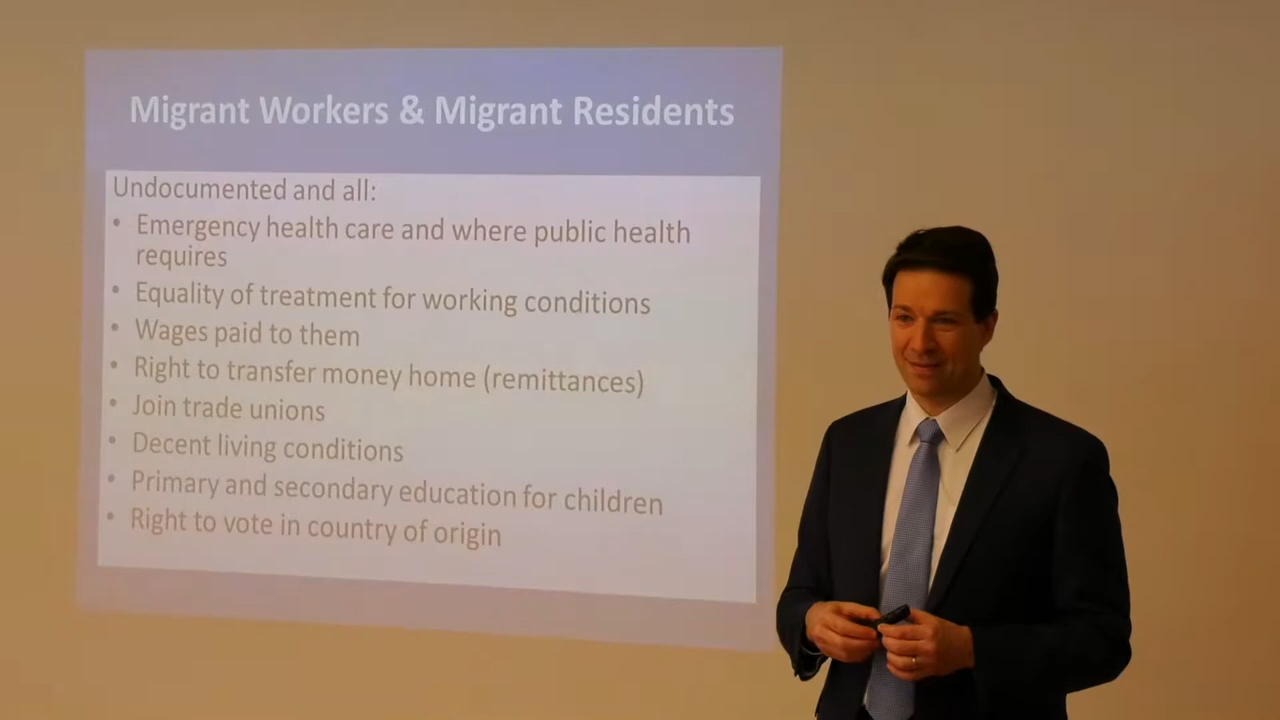 Migrant Workers & Migrant Residents
Undocumented and all:
• Emergency health care and where public health
requires
• Equality of treatment for working conditions
• Wages paid to them
• Right to transfer money home (remittances)
• Join trade unions
• Decent living conditions
• Primary and secondary education for children
• Right to vote in country of origin